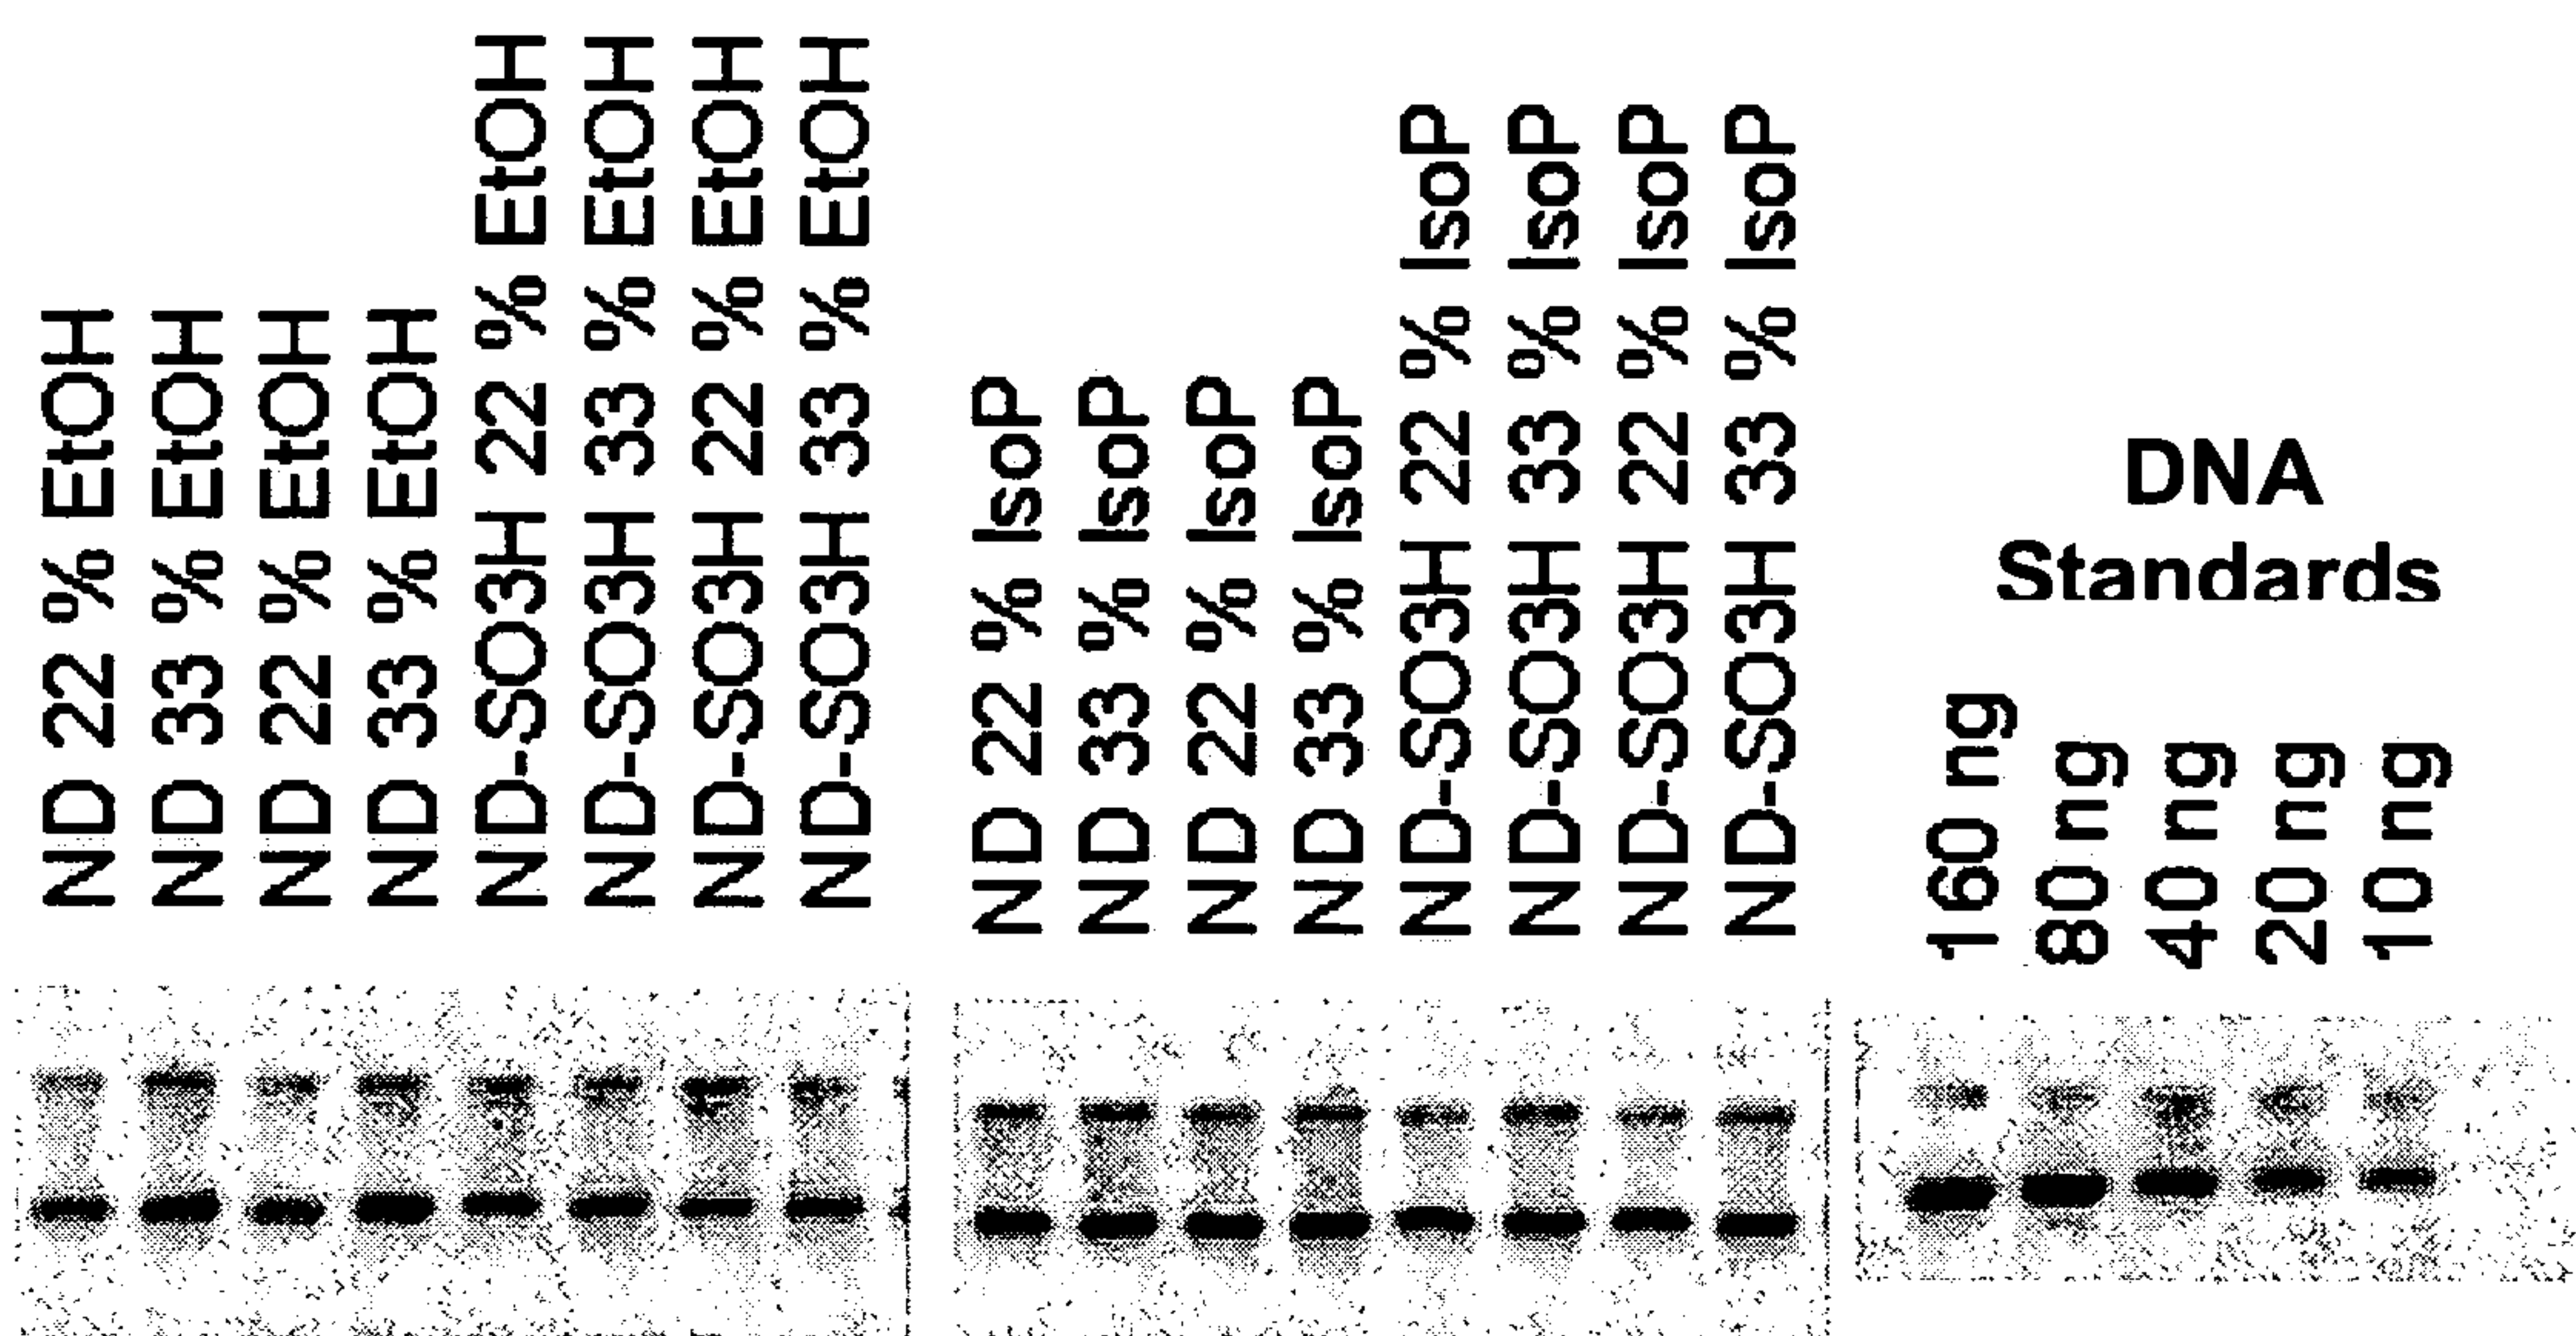 ND 22 % EtOH
ND 33 % EtOH
ND 22 % EtOH
ND 33 % EtOH
ND-SO3H 22 % EtOH
ND-SO3H 33 % EtOH
ND-SO3H 22 % EtOH
ND-SO3H 33 % EtOH
ND 22 % IsoP
ND 33 % IsoP
ND 22 % IsoP
ND 33 % IsoP
ND-SO3H 22 % IsoP
ND-SO3H 33 % IsoP
ND-SO3H 22 % IsoP
ND-SO3H 33 % IsoP
DNA
Standards
160 ng
80 ng
40 ng
20 ng
10 ng